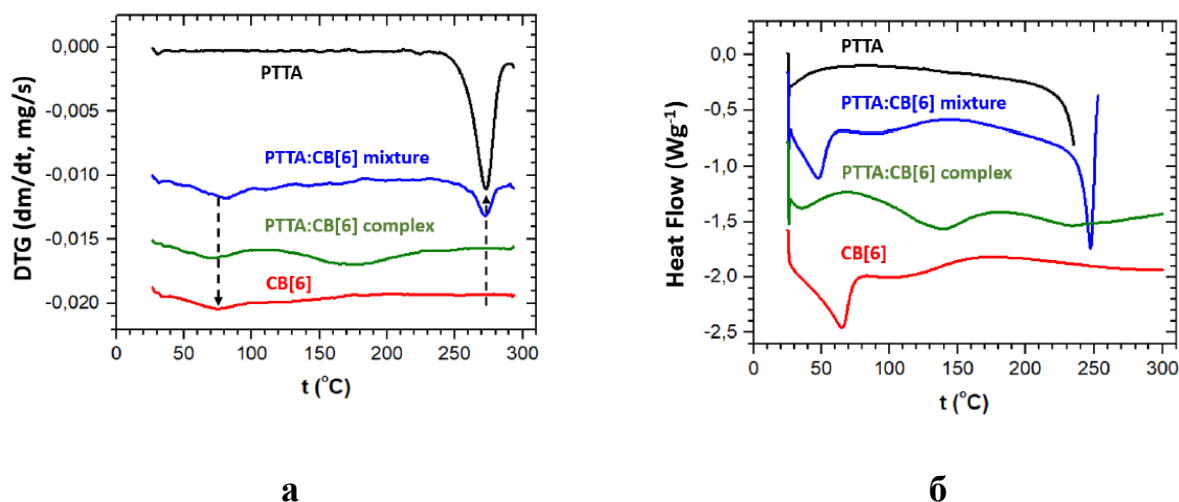 0,000
-0,005
-0,010
-0,015
-0,020
DTG (dm/dt, mg/s)
PTTA
PTTA:CB[6] mixture
PTTA:CB[6] complex
CB[6]
0 50 100 150 200 250 300
t (°C)
а
0,0
-0,5
-1,0
-1,5
-2,0
-2,5
Heat Flow (Wg⁻¹)
PTTA
PTTA:CB[6] mixture
PTTA:CB[6] complex
CB[6]
0 50 100 150 200 250 300
t (°C)
б